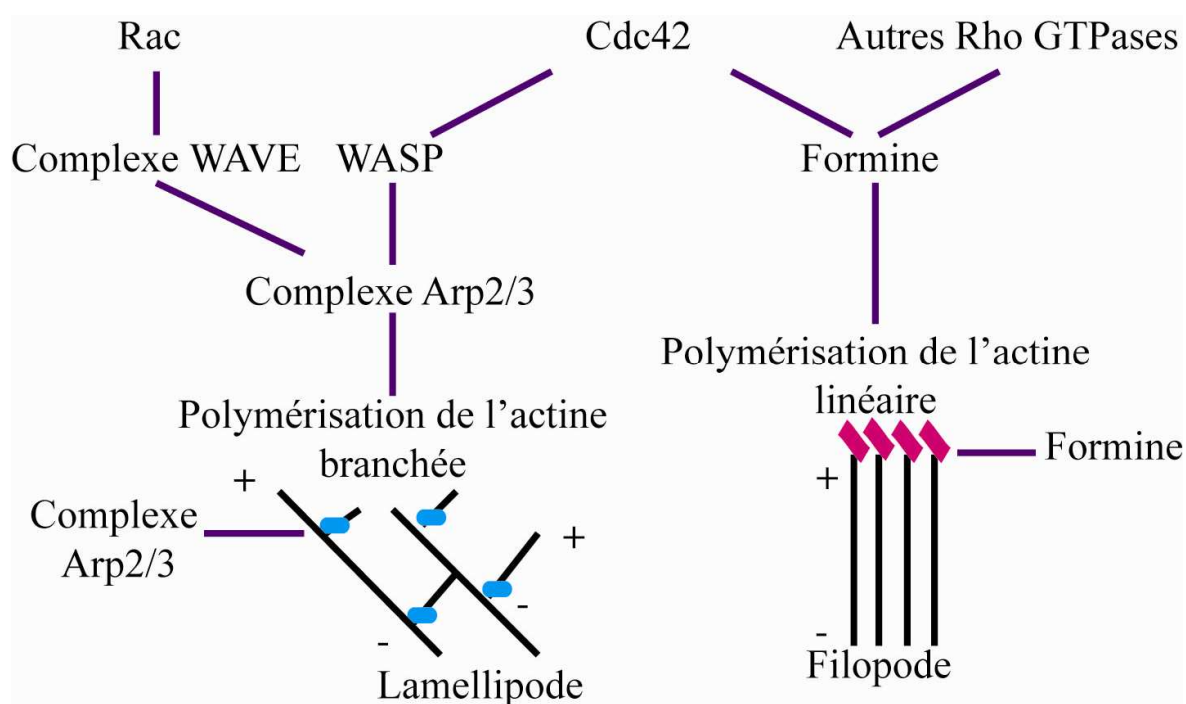 Rac
Cdc42
Autres Rho GTPases
Complexe WAVE
WASP
Formine
Complexe Arp2/3
Polymérisation de l'actine
branchée
Polymérisation de l'actine
linéaire
+
Complexe
Arp2/3
+
-
-
Lamellipode
Formine
+
-
Filopode